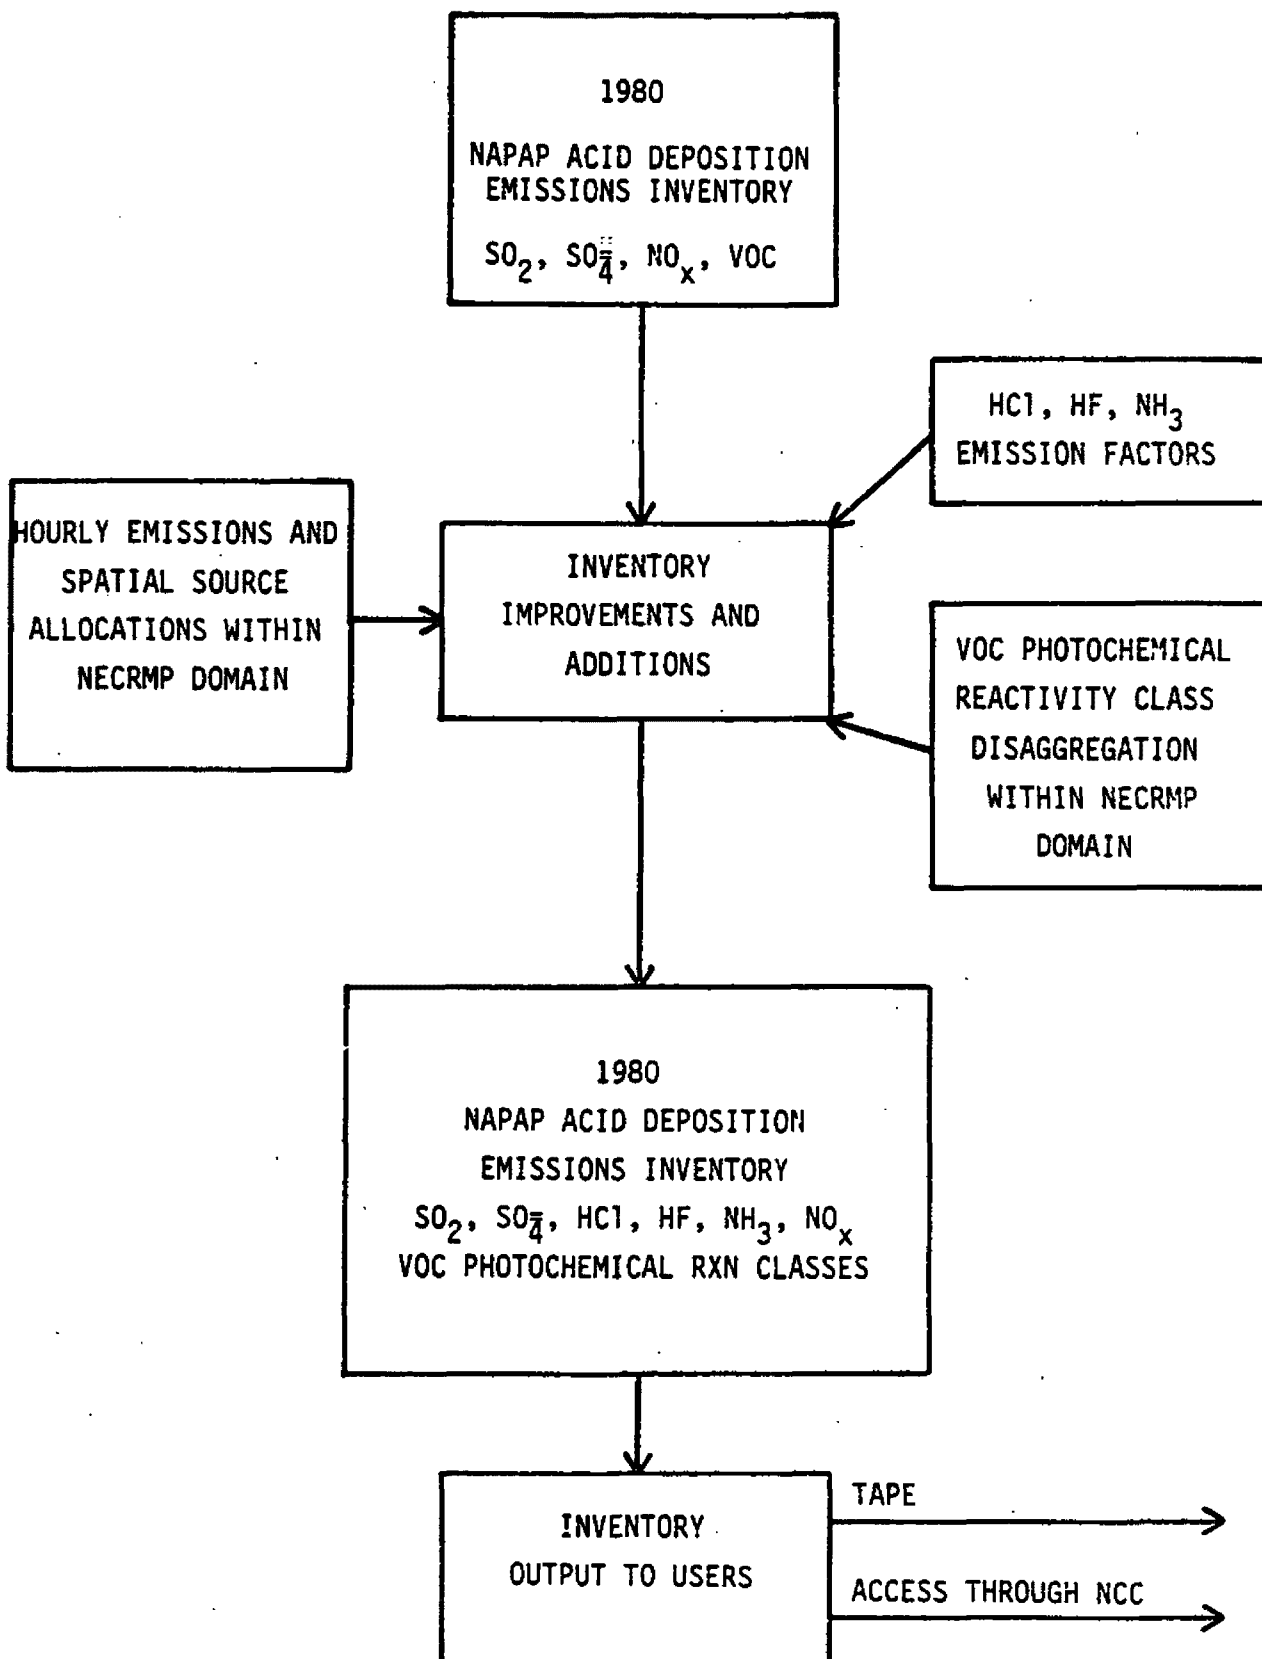 1980
NAPAP ACID DEPOSITION
EMISSIONS INVENTORY
SO₂, SO₄⁼, NOₓ, VOC
HCl, HF, NH₃
EMISSION FACTORS
HOURLY EMISSIONS AND
SPATIAL SOURCE
ALLOCATIONS WITHIN
NECRMP DOMAIN
INVENTORY
IMPROVEMENTS AND
ADDITIONS
VOC PHOTOCHEMICAL
REACTIVITY CLASS
DISAGGREGATION
WITHIN NECRMP
DOMAIN
1980
NAPAP ACID DEPOSITION
EMISSIONS INVENTORY
SO₂, SO₄⁼, HCl, HF, NH₃, NOₓ
VOC PHOTOCHEMICAL RXN CLASSES
INVENTORY
OUTPUT TO USERS
TAPE
ACCESS THROUGH NCC